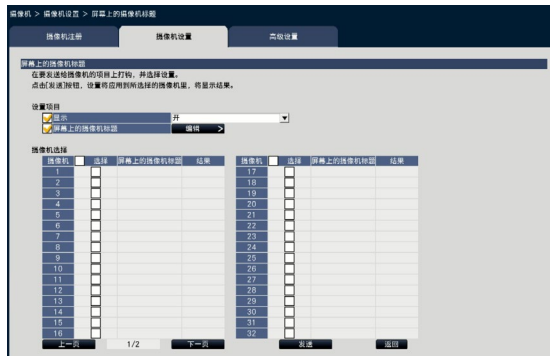 摄像机 > 摄像机设置 > 屏幕上的摄像机标题
摄像机注册 摄像机设置 高级设置
屏幕上的摄像机标题
在要发送给摄像机的项目上打钩，并选择设置。
点击[发送]按钮，设置将应用到所选择的摄像机里，将显示结果。
设置项目
显示 开
屏幕上的摄像机标题 编辑 >
摄像机选择
摄像机 选择 屏幕上的摄像机标题 结果 摄像机 选择 屏幕上的摄像机标题 结果
1 17
2 18
3 19
4 20
5 21
6 22
7 23
8 24
9 25
10 26
11 27
12 28
13 29
14 30
15 31
16 32
上一页 1/2 下一页 发送 返回